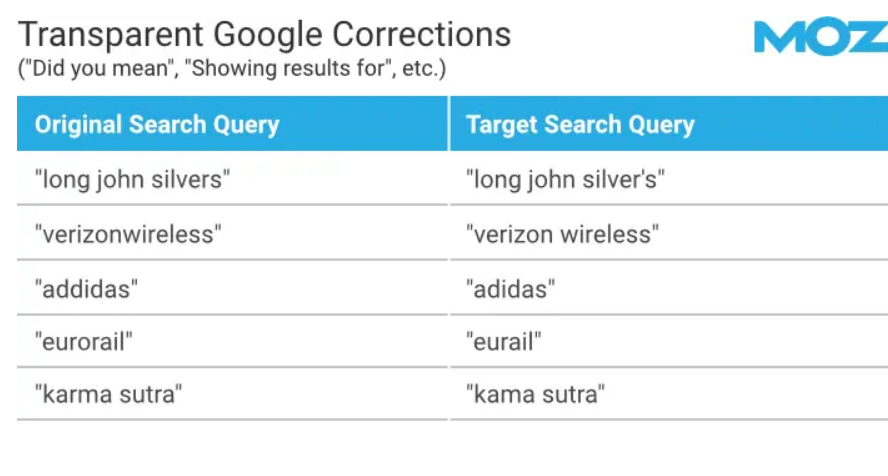 Transparent Google Corrections
("Did you mean", "Showing results for", etc.)
MOZ
Original Search Query Target Search Query
"long john silvers" "long john silver's"
"verizonwireless" "verizon wireless"
"addidas" "adidas"
"eurorail" "eurail"
"karma sutra" "kama sutra"